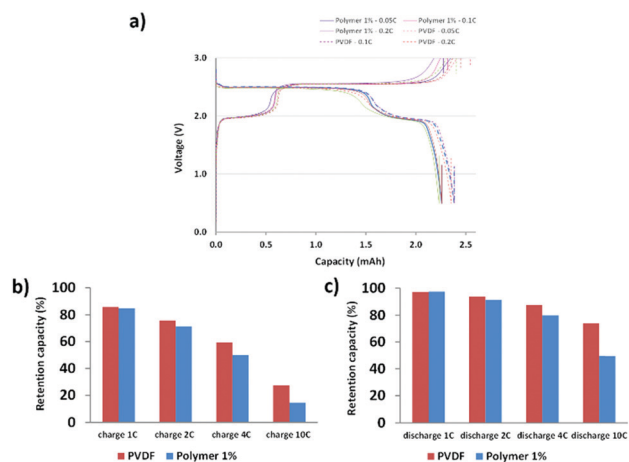 a)
Polymer 1% - 0.05C
Polymer 1% - 0.1C
Polymer 1% - 0.2C
PVDF - 0.05C
PVDF - 0.1C
PVDF - 0.2C
3.0
2.0
1.0
0.0
Voltage (V)
0.0 0.5 1.0 1.5 2.0 2.5
Capacity (mAh)
b)
100
80
60
40
20
0
Retention capacity (%)
charge 1C charge 2C charge 4C charge 10C
PVDF Polymer 1%
c)
100
80
60
40
20
0
Retention capacity (%)
discharge 1C discharge 2C discharge 4C discharge 10C
PVDF Polymer 1%